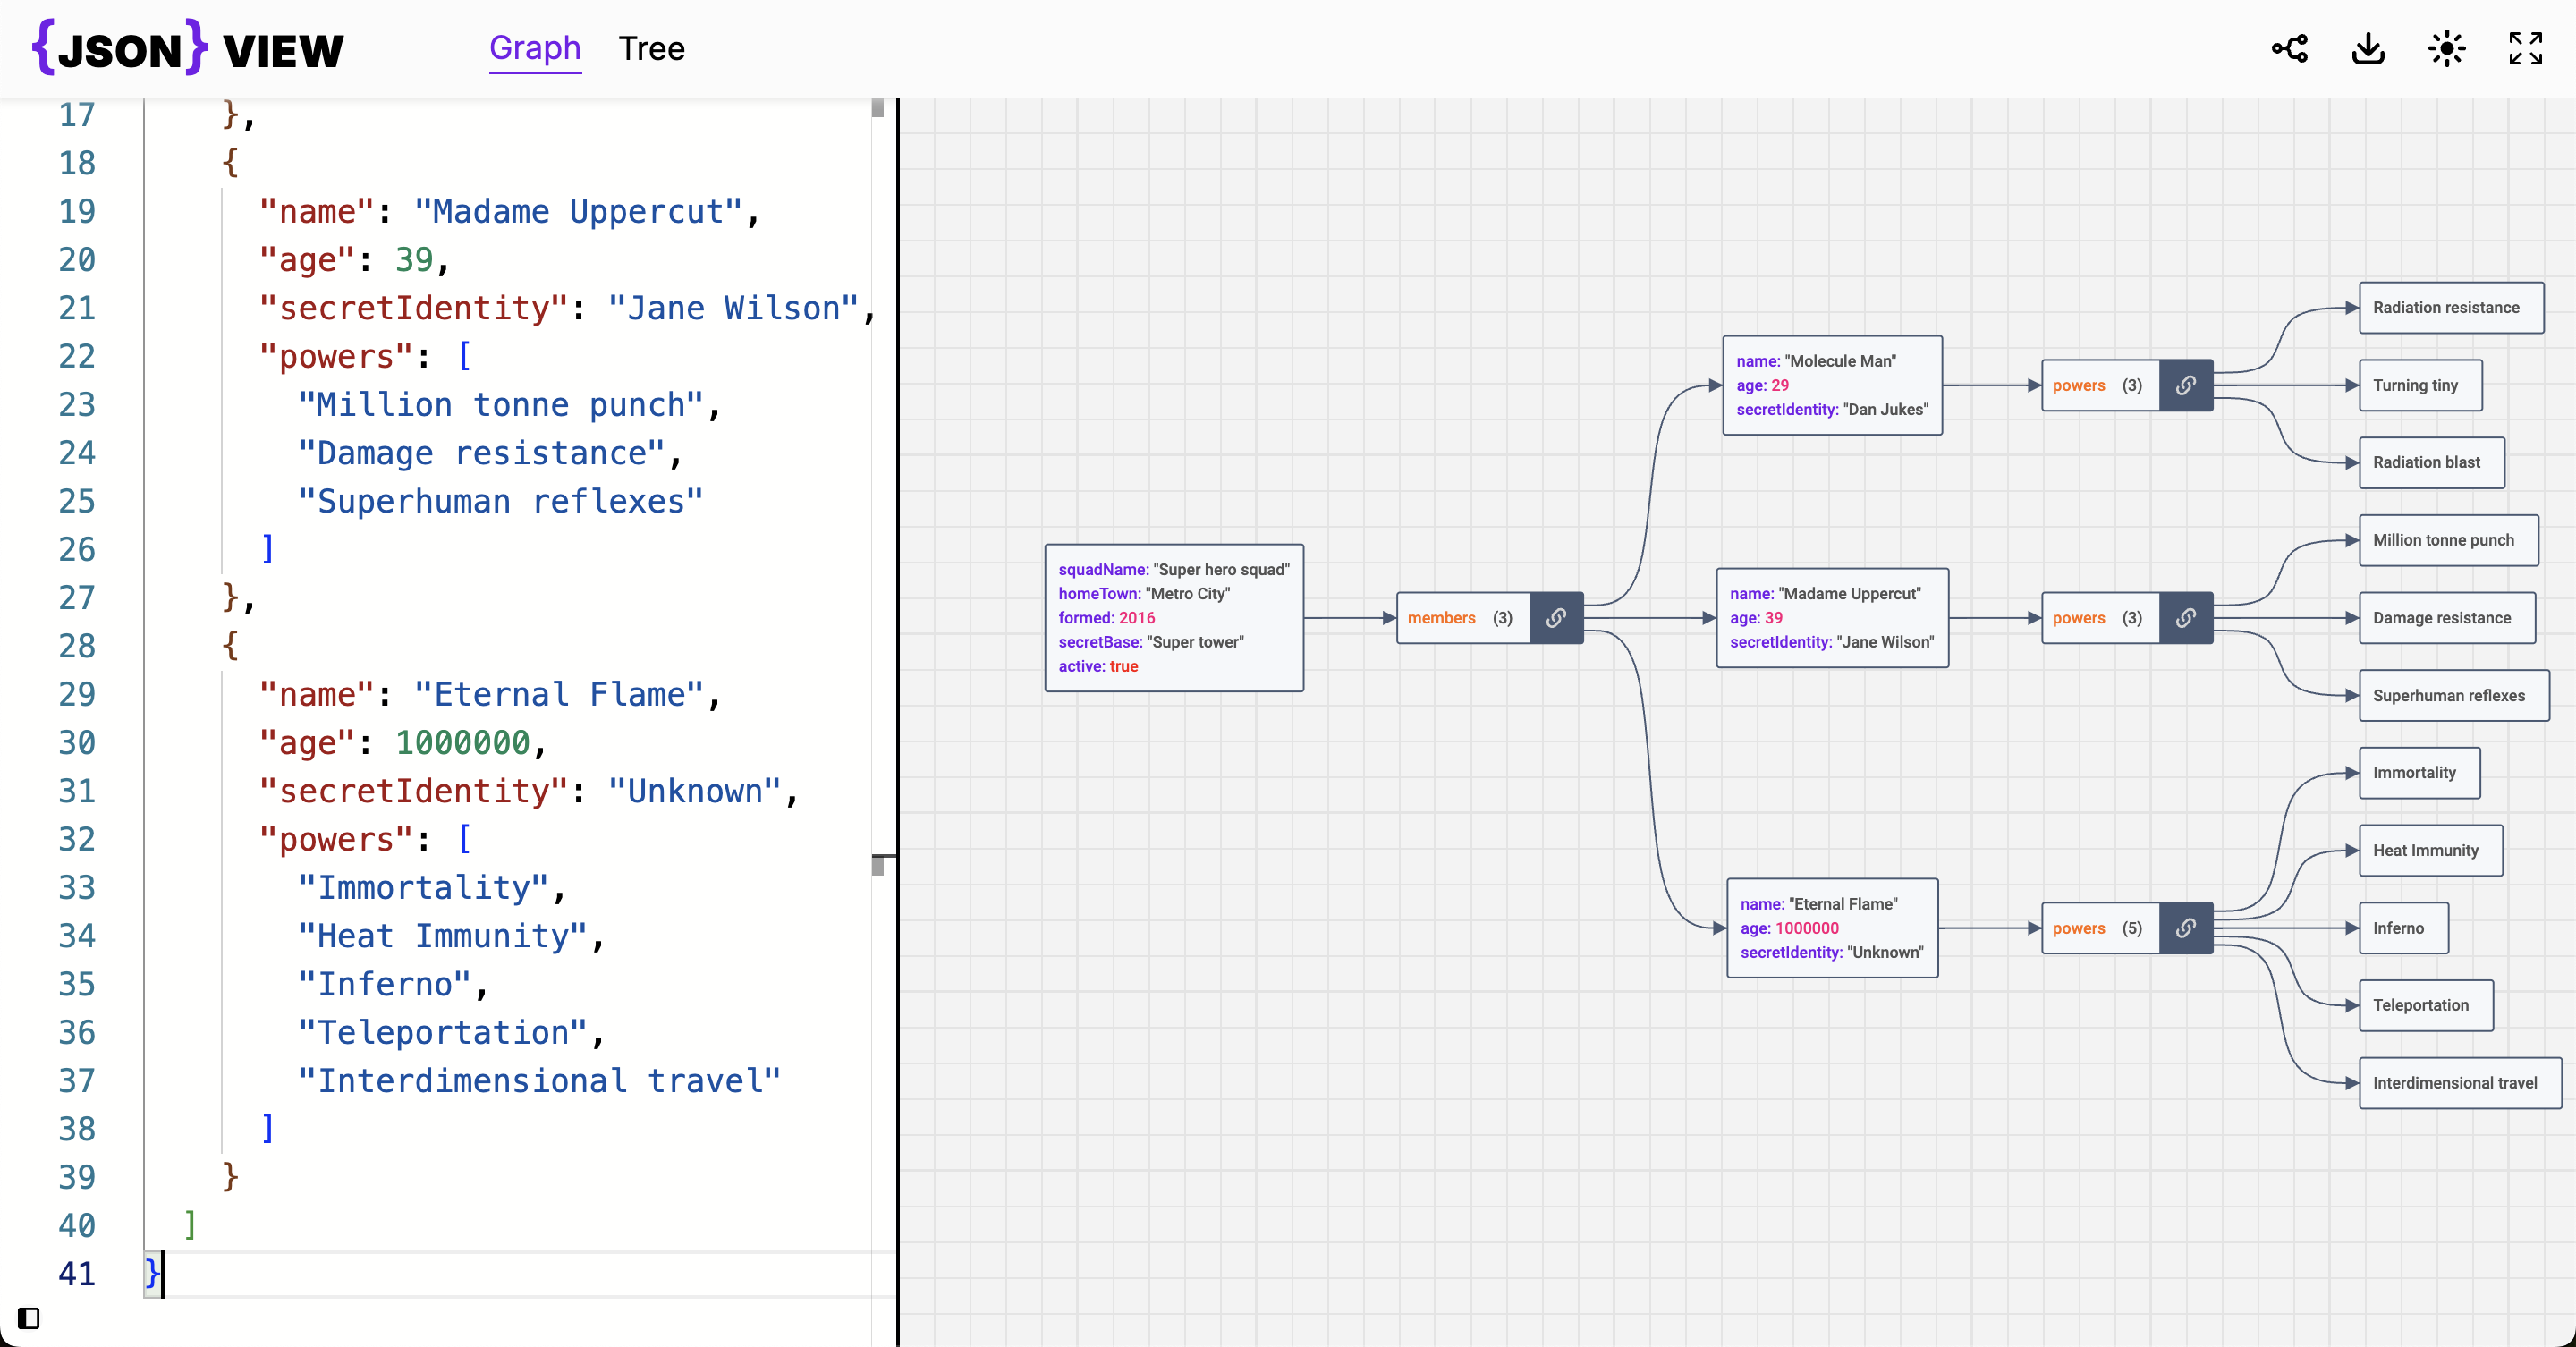 {JSON} VIEW
Graph
Tree
17 },
18 {
19 "name": "Madame Uppercut",
20 "age": 39,
21 "secretIdentity": "Jane Wilson",
22 "powers": [
23 "Million tonne punch",
24 "Damage resistance",
25 "Superhuman reflexes"
26 ]
27 },
28 {
29 "name": "Eternal Flame",
30 "age": 1000000,
31 "secretIdentity": "Unknown",
32 "powers": [
33 "Immortality",
34 "Heat Immunity",
35 "Inferno",
36 "Teleportation",
37 "Interdimensional travel"
38 ]
39 }
40 ]
41 }
squadName: "Super hero squad"
homeTown: "Metro City"
formed: 2016
secretBase: "Super tower"
active: true
members (3)
name: "Molecule Man"
age: 29
secretIdentity: "Dan Jukes"
powers (3)
Radiation resistance
Turning tiny
Radiation blast
name: "Madame Uppercut"
age: 39
secretIdentity: "Jane Wilson"
powers (3)
Million tonne punch
Damage resistance
Superhuman reflexes
name: "Eternal Flame"
age: 1000000
secretIdentity: "Unknown"
powers (5)
Immortality
Heat Immunity
Inferno
Teleportation
Interdimensional travel